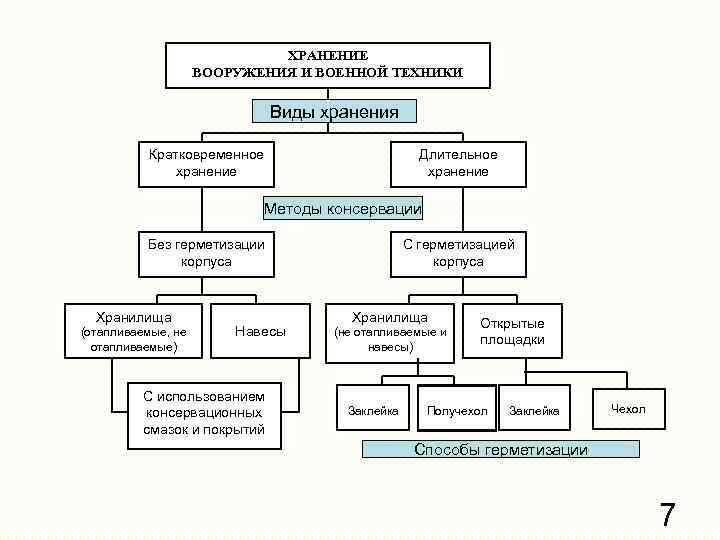 ХРАНЕНИЕ
ВООРУЖЕНИЯ И ВОЕННОЙ ТЕХНИКИ
Виды хранения
Кратковременное
хранение
Длительное
хранение
Методы консервации
Без герметизации
корпуса
С герметизацией
корпуса
Хранилища
(отапливаемые, не
отапливаемые)
Навесы
Хранилища
(не отапливаемые и
навесы)
Открытые
площадки
С использованием
консервационных
смазок и покрытий
Заклейка
Получехол
Заклейка
Чехол
Способы герметизации
7